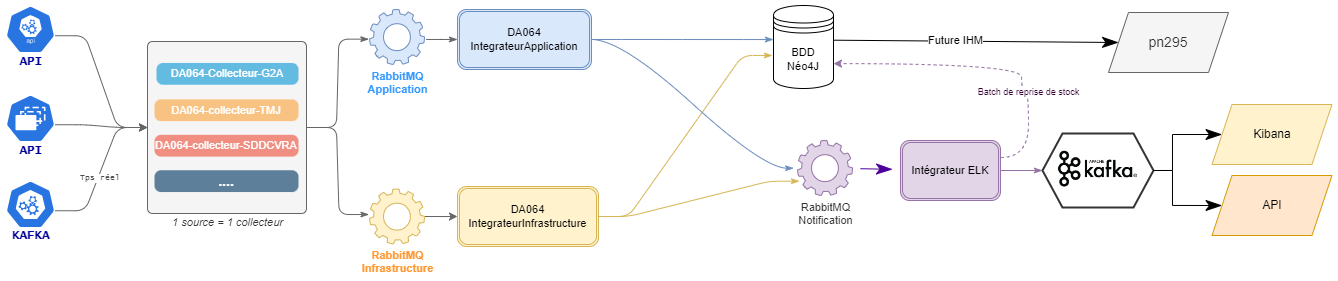 api
API
API
Tps réel
KAFKA
DA064-Collecteur-G2A
DA064-collecteur-TMJ
DA064-collecteur-SDDCVRA
....
1 source = 1 collecteur
RabbitMQ
Application
RabbitMQ
Infrastructure
DA064
IntegrateurApplication
DA064
IntegrateurInfrastructure
BDD
Néo4J
Future IHM
pn295
Batch de reprise de stock
RabbitMQ
Notification
Intégrateur ELK
APACHE
kafka
Kibana
API